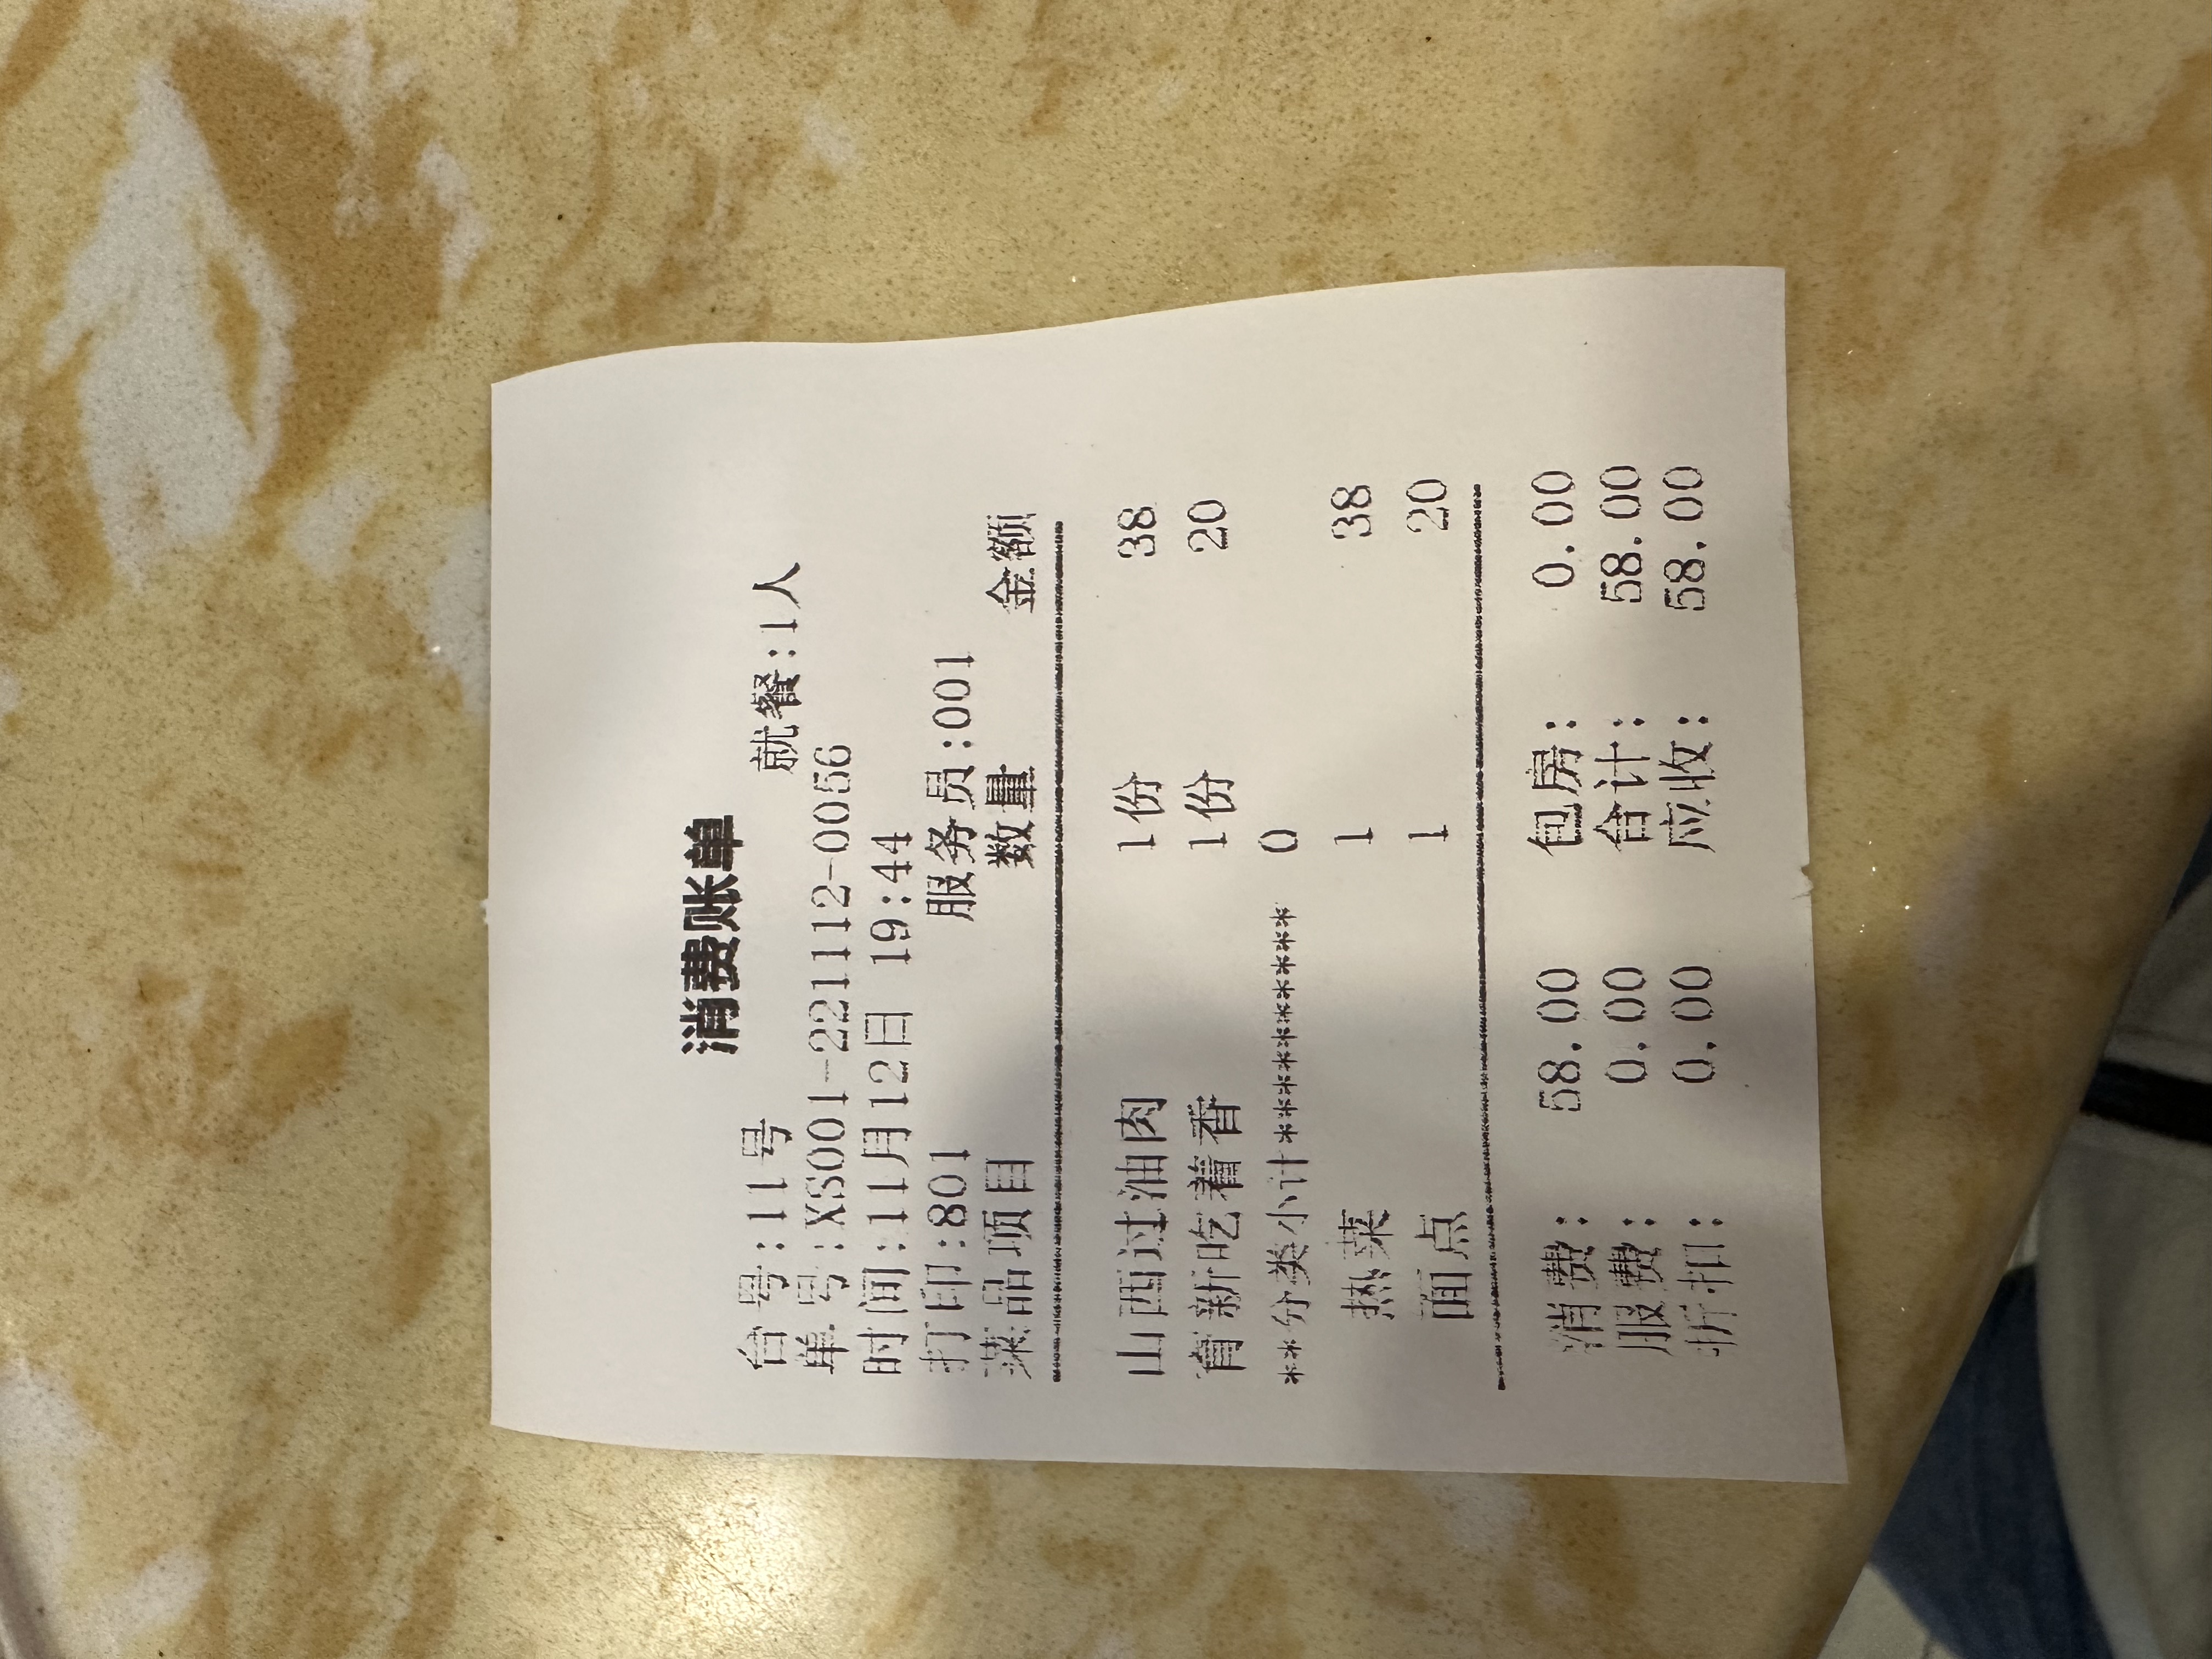 消费账单
台号:11号 就餐:1人
单号:XS001-221112-0056
时间:11月12日 19:44
打印:801 服务员:001
菜品项目 数量 金额
山西过油肉 1份 38
育新吃着香 1份 20
**分类小计********** 0
热菜 1 38
面点 1 20
消费: 58.00 包房: 0.00
服费: 0.00 合计: 58.00
折扣: 0.00 应收: 58.00